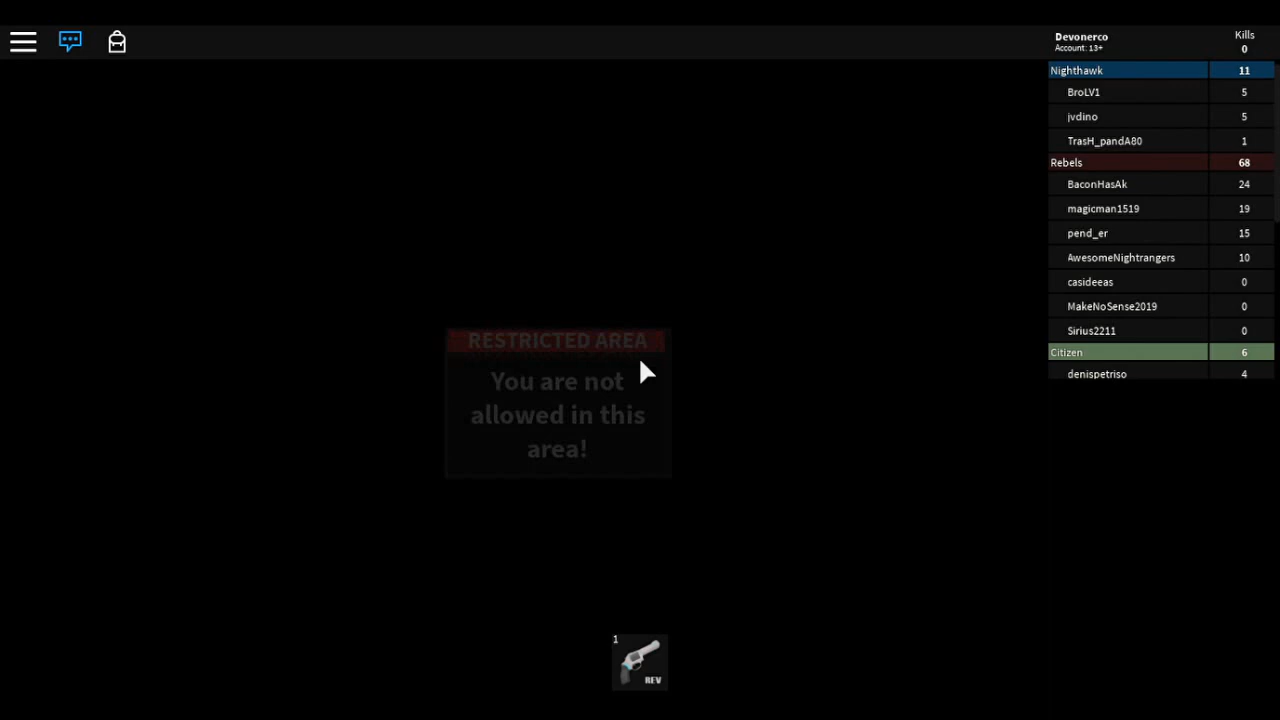 Devonerco
Account: 13+
Kills
0
Nighthawk 11
BroLV1 5
jvdino 5
TrasH_pandA80 1
Rebels 68
BaconHasAk 24
magicman1519 19
pend_er 15
AwesomeNightrangers 10
casideeas 0
MakeNoSense2019 0
Sirius2211 0
Citizen 6
denispetriso 4
RESTRICTED AREA
You are not
allowed in this
area!
1
REV